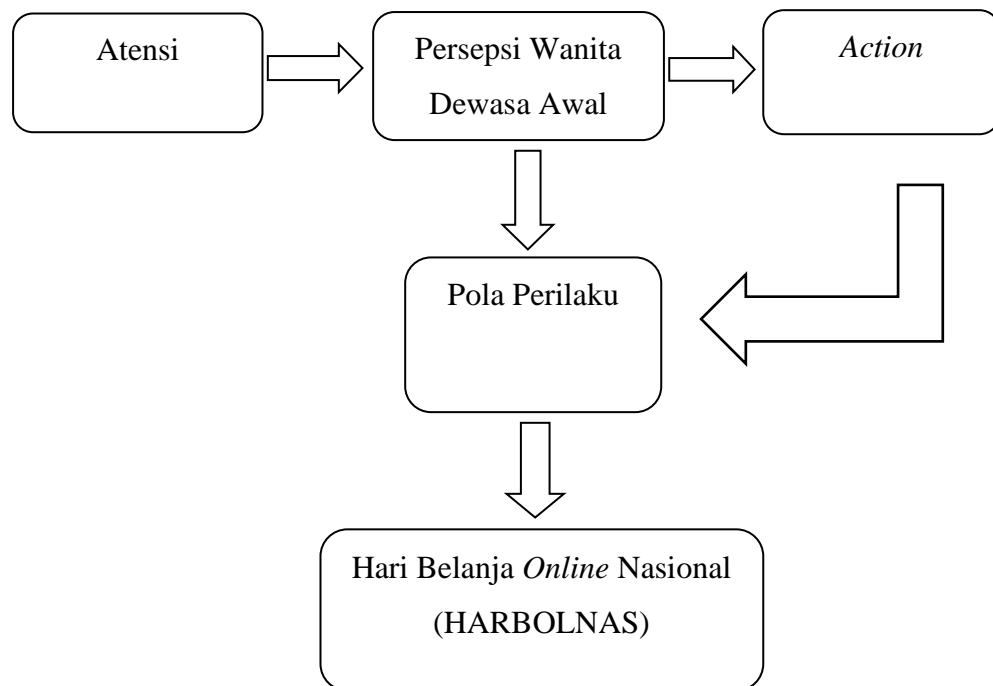 Atensi
Persepsi Wanita
Dewasa Awal
Action
Pola Perilaku
Hari Belanja Online Nasional
(HARBOLNAS)